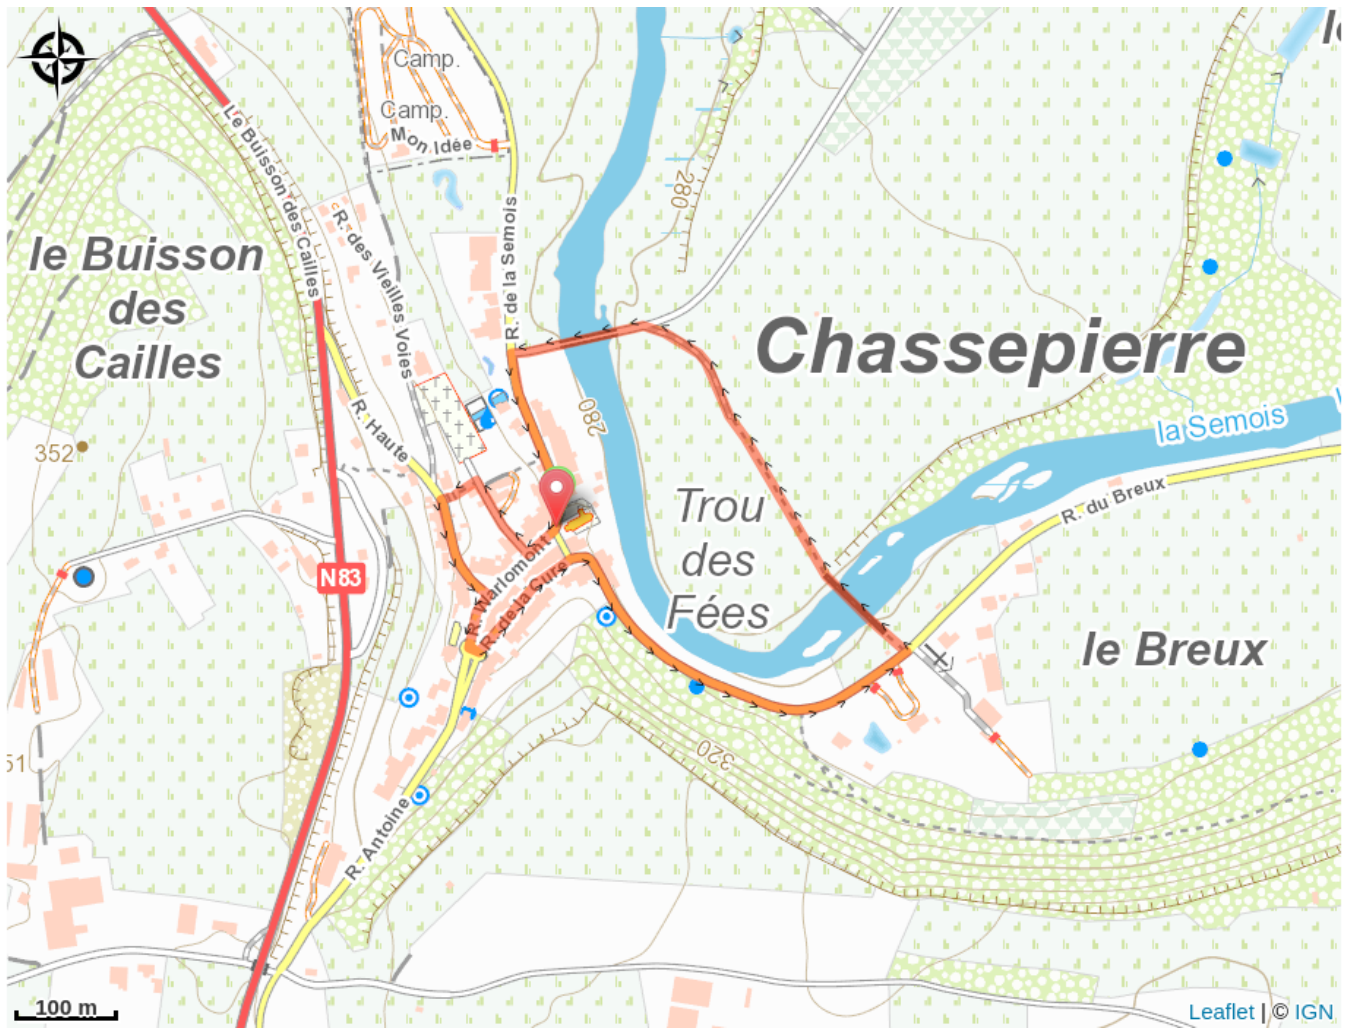 Camp.
Camp.
Mon Idée
Le Buisson des Cailles
R. des Vieilles Voies
R. de la Semois
280
le Buisson
des
Cailles
Chassepierre
R. Haute
280
352
la Semois
R. du Breux
Trou
des
Fées
N83
R. Warlomont
R. de la Cure
le Breux
320
51
R. Antoine
100 m
Leaflet | © IGN